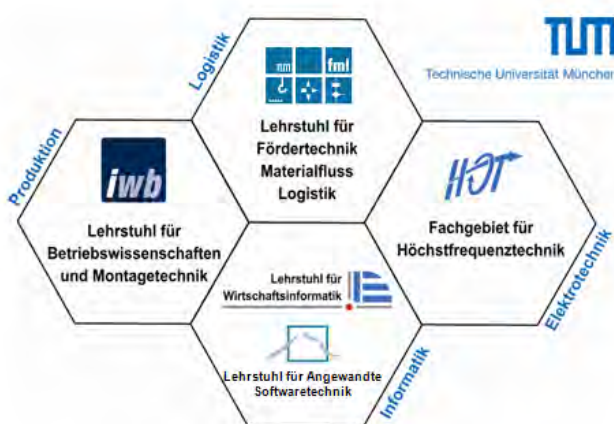 TUM
Technische Universität München
Logistik
TUM fml
Lehrstuhl für
Fördertechnik
Materialfluss
Logistik
Produktion
iwb
Lehrstuhl für
Betriebswissenschaften
und Montagetechnik
HOT
Fachgebiet für
Höchstfrequenztechnik
Elektrotechnik
Lehrstuhl für
Wirtschaftsinformatik
Lehrstuhl für Angewandte
Softwaretechnik
Informatik